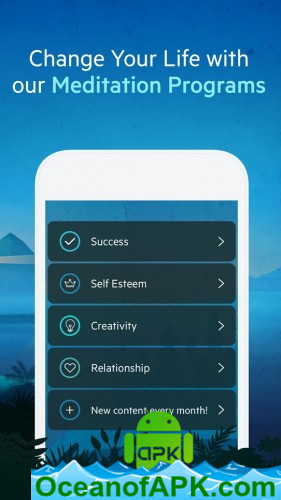 Change Your Life with
our Meditation Programs
Success
Self Esteem
Creativity
Relationship
New content every month!
apk
OceanofAPK.com